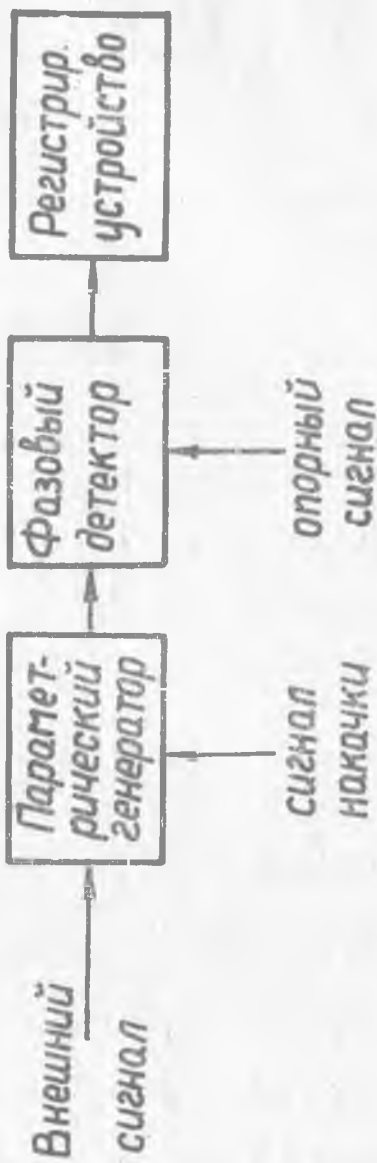 Внешний
сигнал
Парамет-
рический
генератор
сигнал
накачки
Фазовый
детектор
опорный
сигнал
Регистрир.
устройство